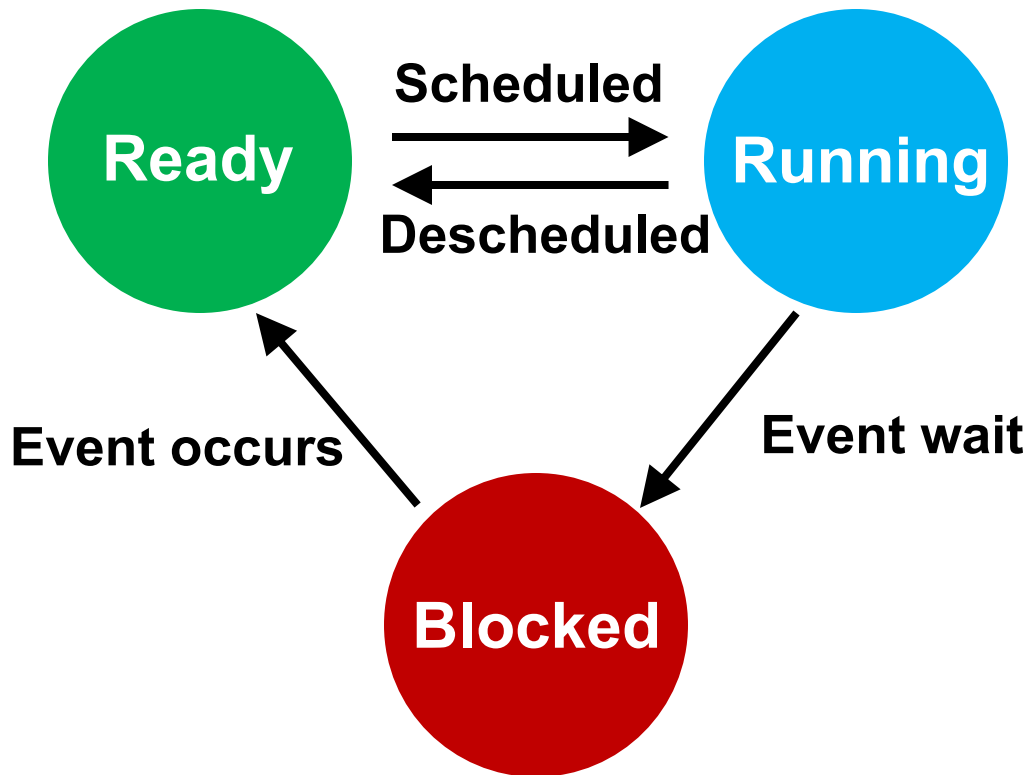 Scheduled
Ready
Running
Descheduled
Event occurs
Event wait
Blocked